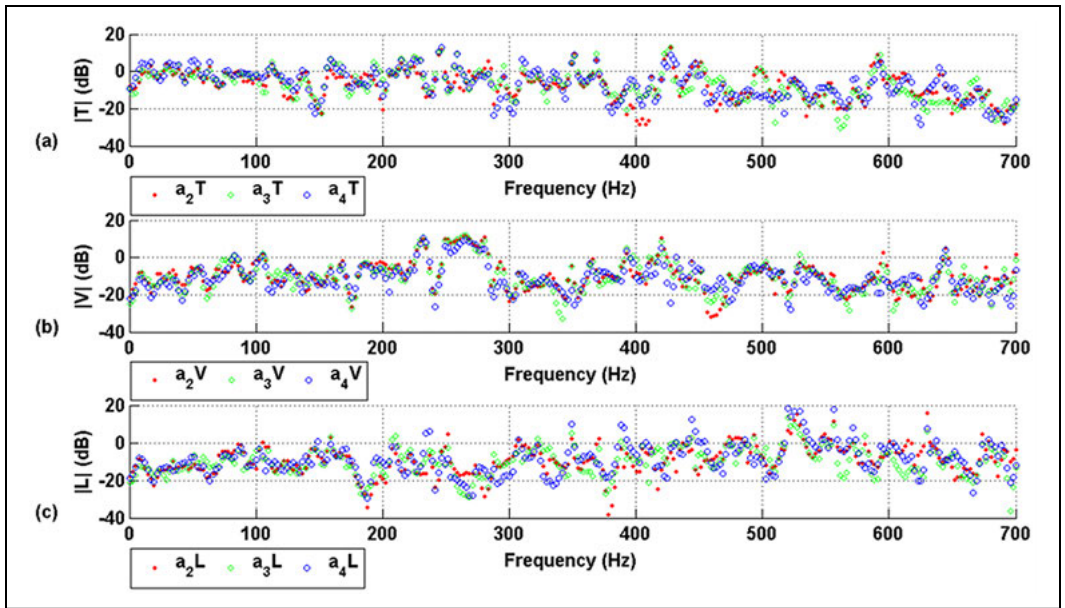 20
0
-20
-40
|T| (dB)
(a)
0 100 200 300 400 500 600 700
Frequency (Hz)
a2T a3T a4T
20
0
-20
-40
|V| (dB)
(b)
0 100 200 300 400 500 600 700
Frequency (Hz)
a2V a3V a4V
20
0
-20
-40
|L| (dB)
(c)
0 100 200 300 400 500 600 700
Frequency (Hz)
a2L a3L a4L